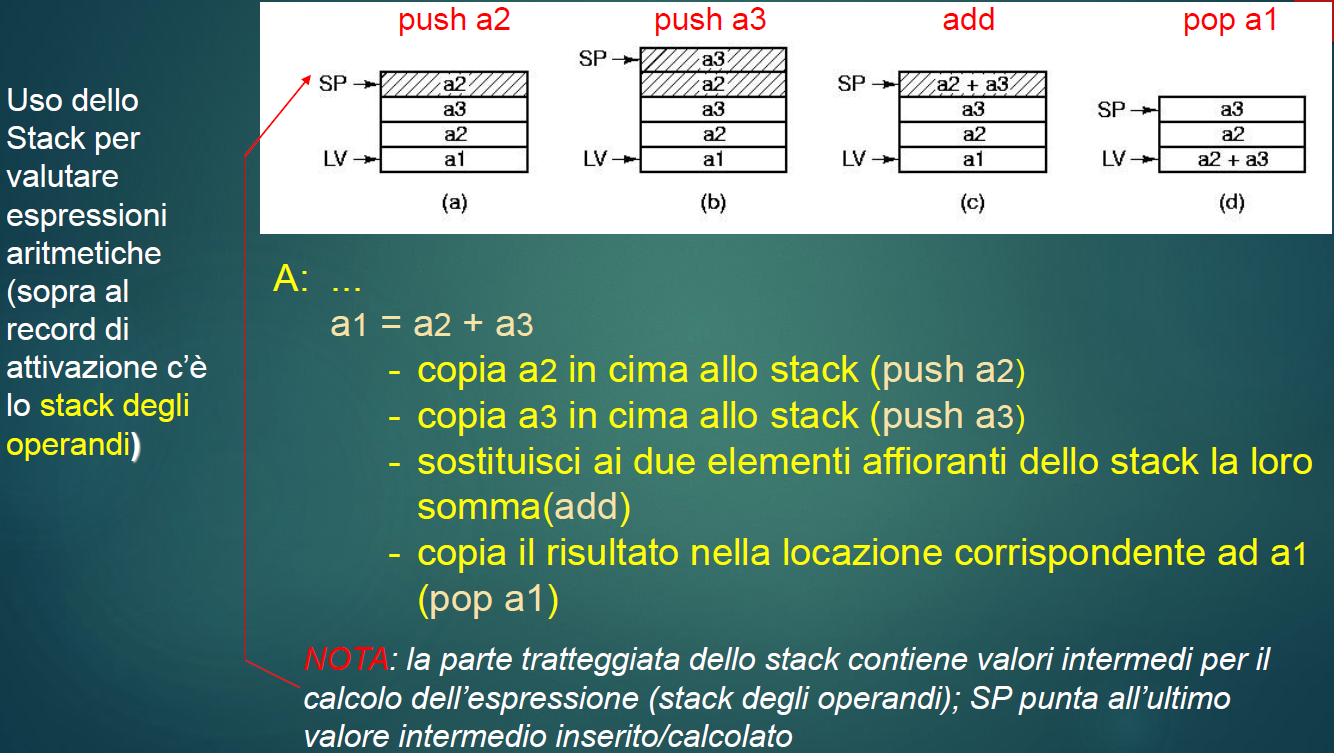 push a2
push a3
add
pop a1
SP
a2
a3
a2
LV
a1
(a)
SP
a3
a2
a3
a2
LV
a1
(b)
SP
a2 + a3
a3
a2
LV
a1
(c)
SP
a3
a2
LV
a2 + a3
(d)
Uso dello
Stack per
valutare
espressioni
aritmetiche
(sopra al
record di
attivazione c’è
lo stack degli
operandi)
A: ...
a1 = a2 + a3
- copia a2 in cima allo stack (push a2)
- copia a3 in cima allo stack (push a3)
- sostituisci ai due elementi affioranti dello stack la loro
somma(add)
- copia il risultato nella locazione corrispondente ad a1
(pop a1)
NOTA: la parte tratteggiata dello stack contiene valori intermedi per il
calcolo dell’espressione (stack degli operandi); SP punta all’ultimo
valore intermedio inserito/calcolato